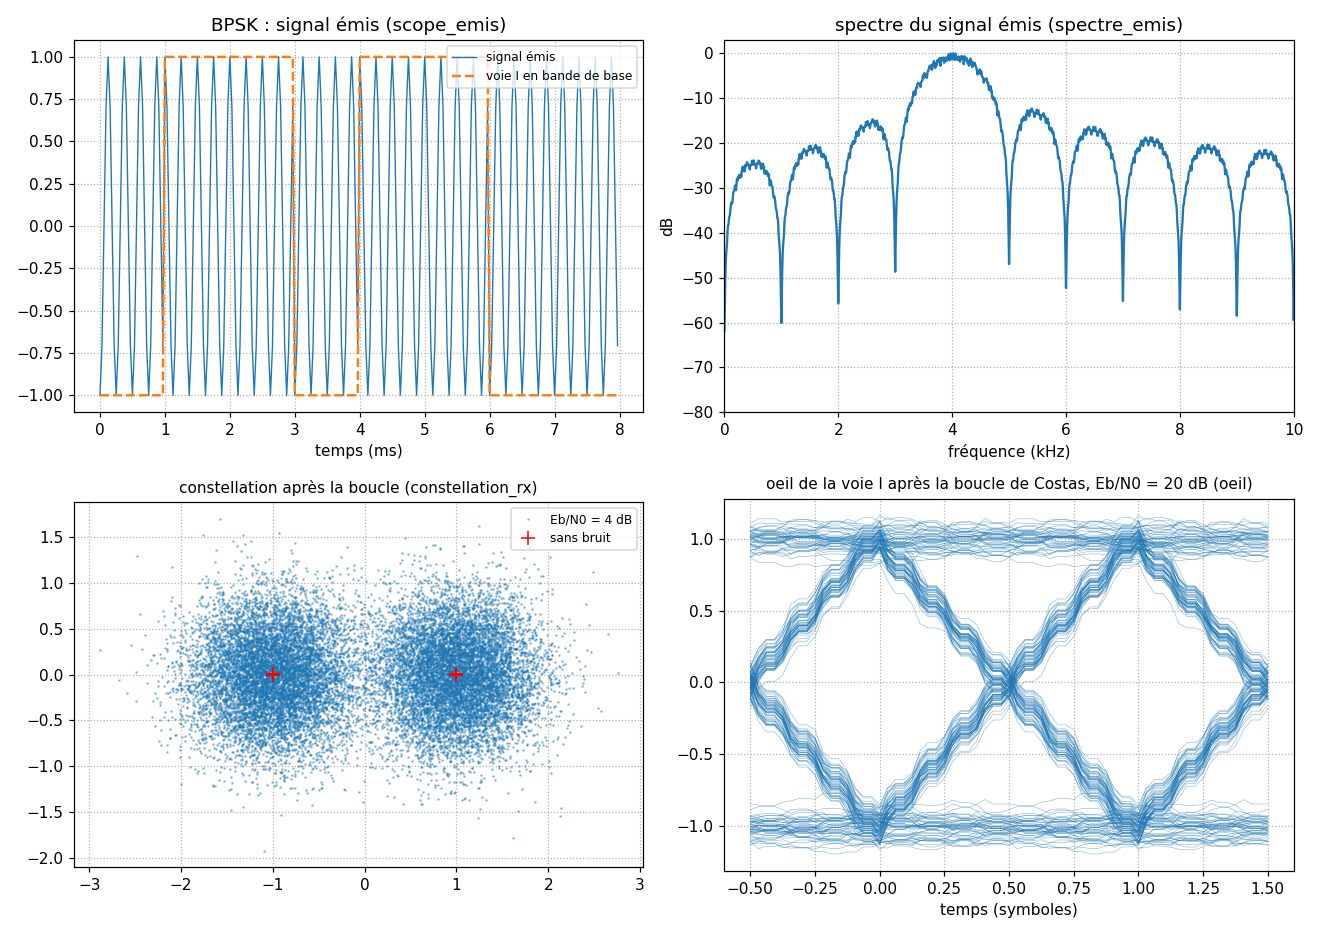 BPSK : signal émis (scope_emis)
signal émis
voie I en bande de base
1.00
0.75
0.50
0.25
0.00
−0.25
−0.50
−0.75
−1.00
0 1 2 3 4 5 6 7 8
temps (ms)
spectre du signal émis (spectre_emis)
dB
0
−10
−20
−30
−40
−50
−60
−70
−80
0 2 4 6 8 10
fréquence (kHz)
constellation après la boucle (constellation_rx)
Eb/N0 = 4 dB
sans bruit
1.5
1.0
0.5
0.0
−0.5
−1.0
−1.5
−2.0
−3 −2 −1 0 1 2 3
oeil de la voie I après la boucle de Costas, Eb/N0 = 20 dB (oeil)
1.0
0.5
0.0
−0.5
−1.0
−0.50 −0.25 0.00 0.25 0.50 0.75 1.00 1.25 1.50
temps (symboles)